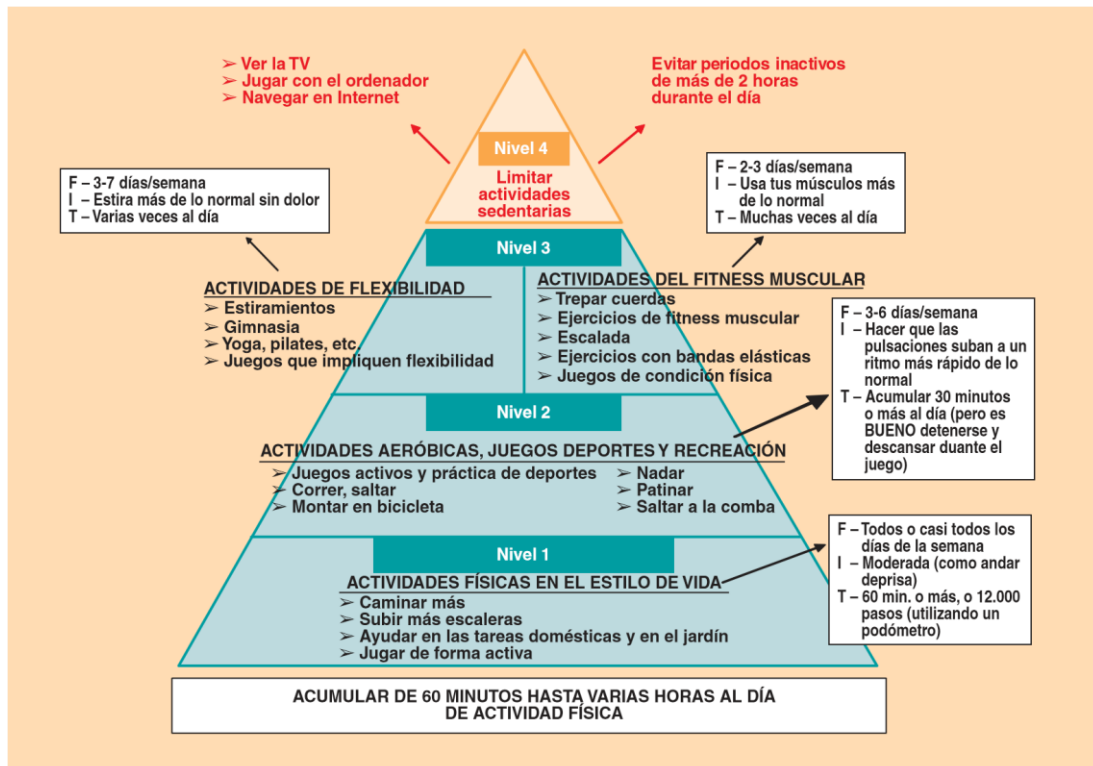 ➢ Ver la TV
➢ Jugar con el ordenador
➢ Navegar en Internet
Evitar periodos inactivos
de más de 2 horas
durante el día
Nivel 4
Limitar
actividades
sedentarias
F – 3-7 días/semana
I – Estira más de lo normal sin dolor
T – Varias veces al día
F – 2-3 días/semana
I – Usa tus músculos más
de lo normal
T – Muchas veces al día
Nivel 3
ACTIVIDADES DE FLEXIBILIDAD
➢ Estiramientos
➢ Gimnasia
➢ Yoga, pilates, etc.
➢ Juegos que impliquen flexibilidad
ACTIVIDADES DEL FITNESS MUSCULAR
➢ Trepar cuerdas
➢ Ejercicios de fitness muscular
➢ Escalada
➢ Ejercicios con bandas elásticas
➢ Juegos de condición física
F – 3-6 días/semana
I – Hacer que las
pulsaciones suban a un
ritmo más rápido de lo
normal
T – Acumular 30 minutos
o más al día (pero es
BUENO detenerse y
descansar duante el
juego)
Nivel 2
ACTIVIDADES AERÓBICAS, JUEGOS DEPORTES Y RECREACIÓN
➢ Juegos activos y práctica de deportes
➢ Correr, saltar
➢ Montar en bicicleta
➢ Nadar
➢ Patinar
➢ Saltar a la comba
Nivel 1
ACTIVIDADES FÍSICAS EN EL ESTILO DE VIDA
➢ Caminar más
➢ Subir más escaleras
➢ Ayudar en las tareas domésticas y en el jardín
➢ Jugar de forma activa
F – Todos o casi todos los
días de la semana
I – Moderada (como andar
deprisa)
T – 60 min. o más, o 12.000
pasos (utilizando un
podómetro)
ACUMULAR DE 60 MINUTOS HASTA VARIAS HORAS AL DÍA
DE ACTIVIDAD FÍSICA